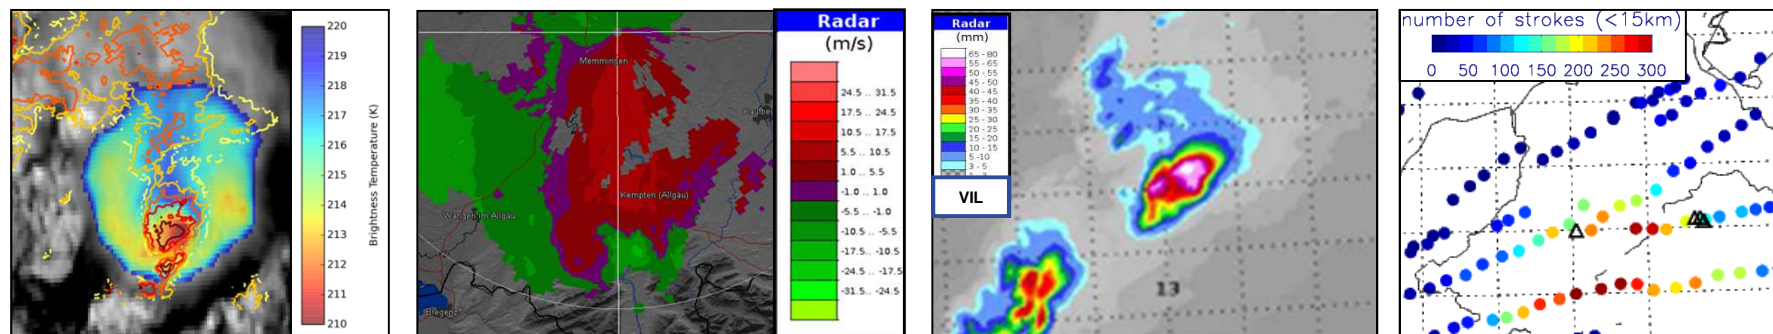 220
219
218
217
216
215
214
213
212
211
210
Brightness Temperature (K)
Memmingen
Kempten (Allgäu)
Wangen im Allgäu
Bregenz
Radar
(m/s)
24.5 .. 31.5
17.5 .. 24.5
10.5 .. 17.5
5.5 .. 10.5
1.0 .. 5.5
-1.0 .. 1.0
-5.5 .. -1.0
-10.5 .. -5.5
-17.5 .. -10.5
-24.5 .. -17.5
-31.5 .. -24.5
Radar
(mm)
65 - 80
55 - 65
50 - 55
45 - 50
40 - 45
35 - 40
30 - 35
25 - 30
20 - 25
15 - 20
10 - 15
5 -10
3 - 5
VIL
13
number of strokes (<15km)
0 50 100 150 200 250 300